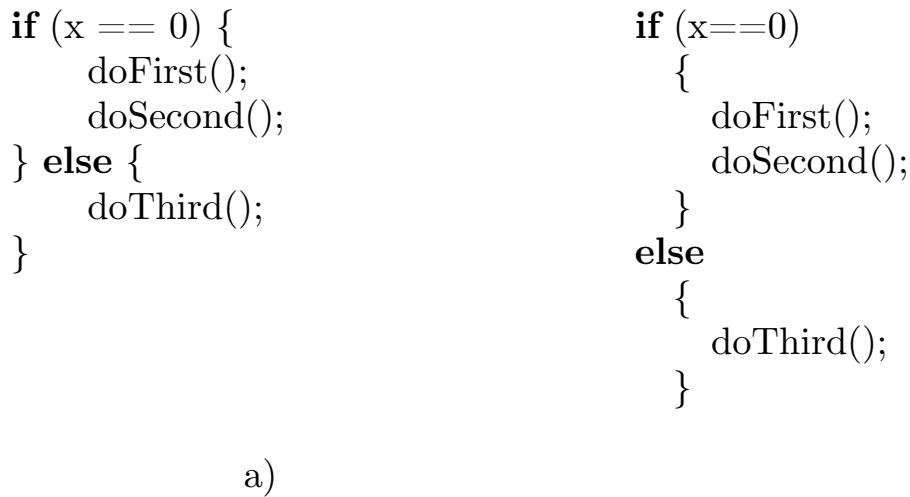 if (x == 0) {
doFirst();
doSecond();
} else {
doThird();
}
if (x==0)
{
doFirst();
doSecond();
}
else
{
doThird();
}
a)